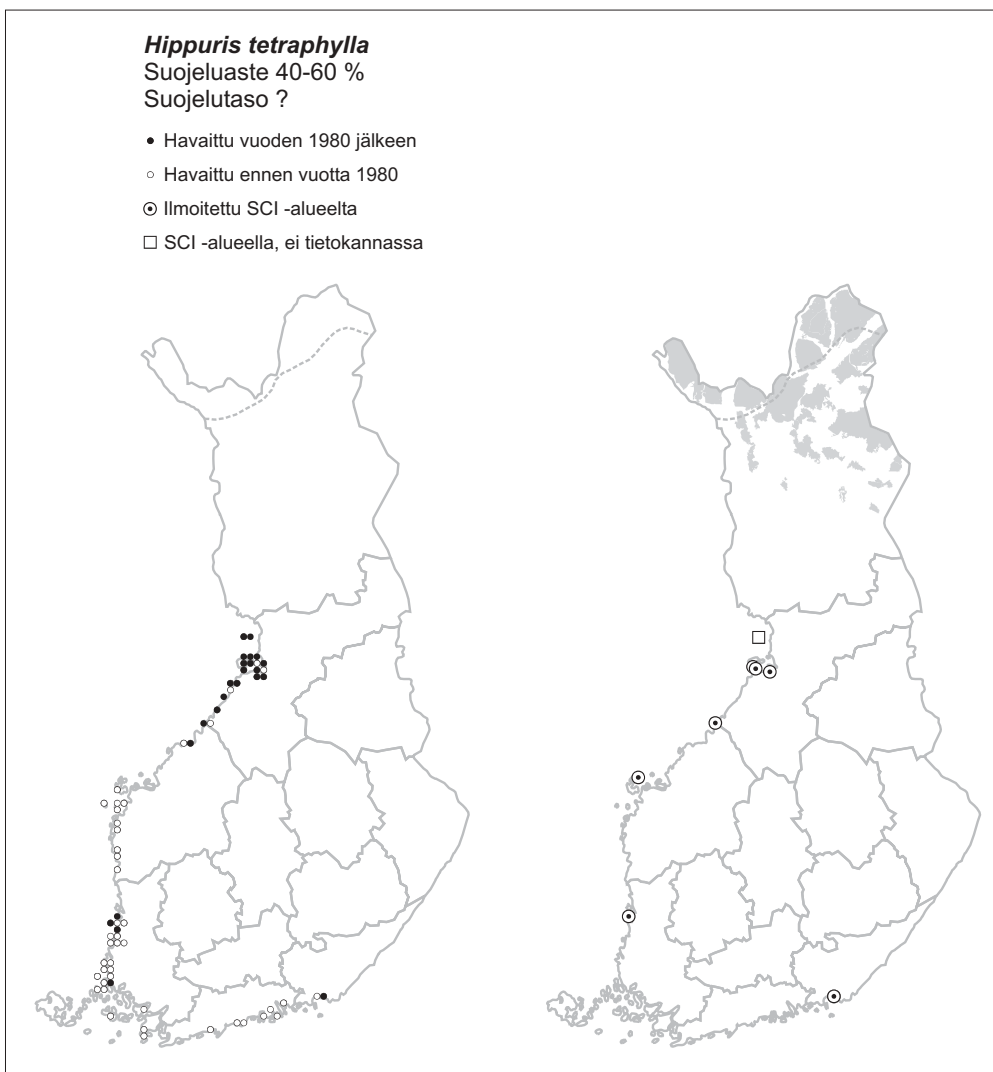 Hippuris tetraphylla
Suojeluaste 40-60 %
Suojelutaso ?
Havaittu vuoden 1980 jälkeen
Havaittu ennen vuotta 1980
Ilmoitettu SCI -alueelta
SCI -alueella, ei tietokannassa